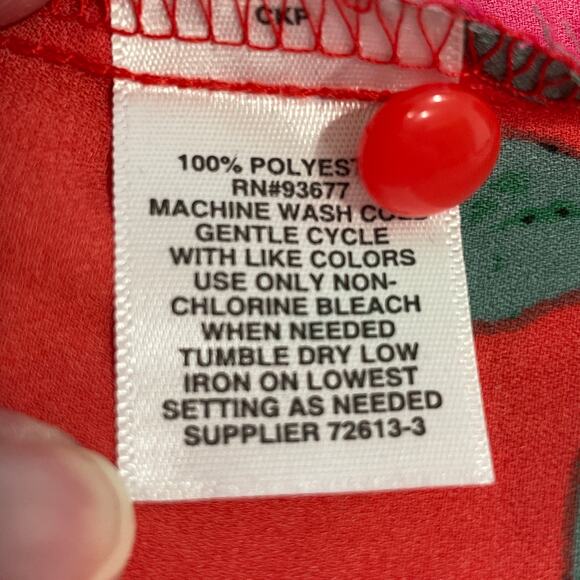 CKP
100% POLYEST
RN#93677
MACHINE WASH COLD
GENTLE CYCLE
WITH LIKE COLORS
USE ONLY NON-
CHLORINE BLEACH
WHEN NEEDED
TUMBLE DRY LOW
IRON ON LOWEST
SETTING AS NEEDED
SUPPLIER 72613-3